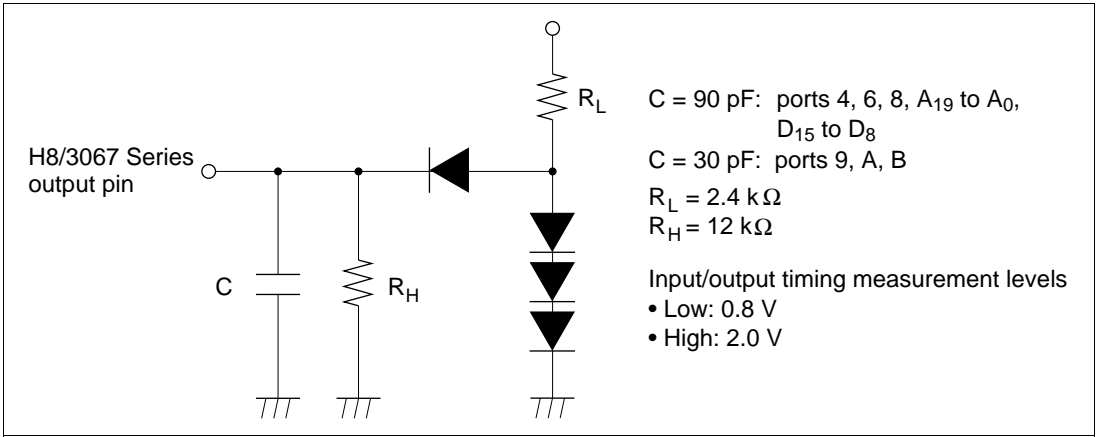 H8/3067 Series
output pin
C
R_H
R_L
C = 90 pF: ports 4, 6, 8, A19 to A0,
D15 to D8
C = 30 pF: ports 9, A, B
R_L = 2.4 kΩ
R_H = 12 kΩ
Input/output timing measurement levels
• Low: 0.8 V
• High: 2.0 V